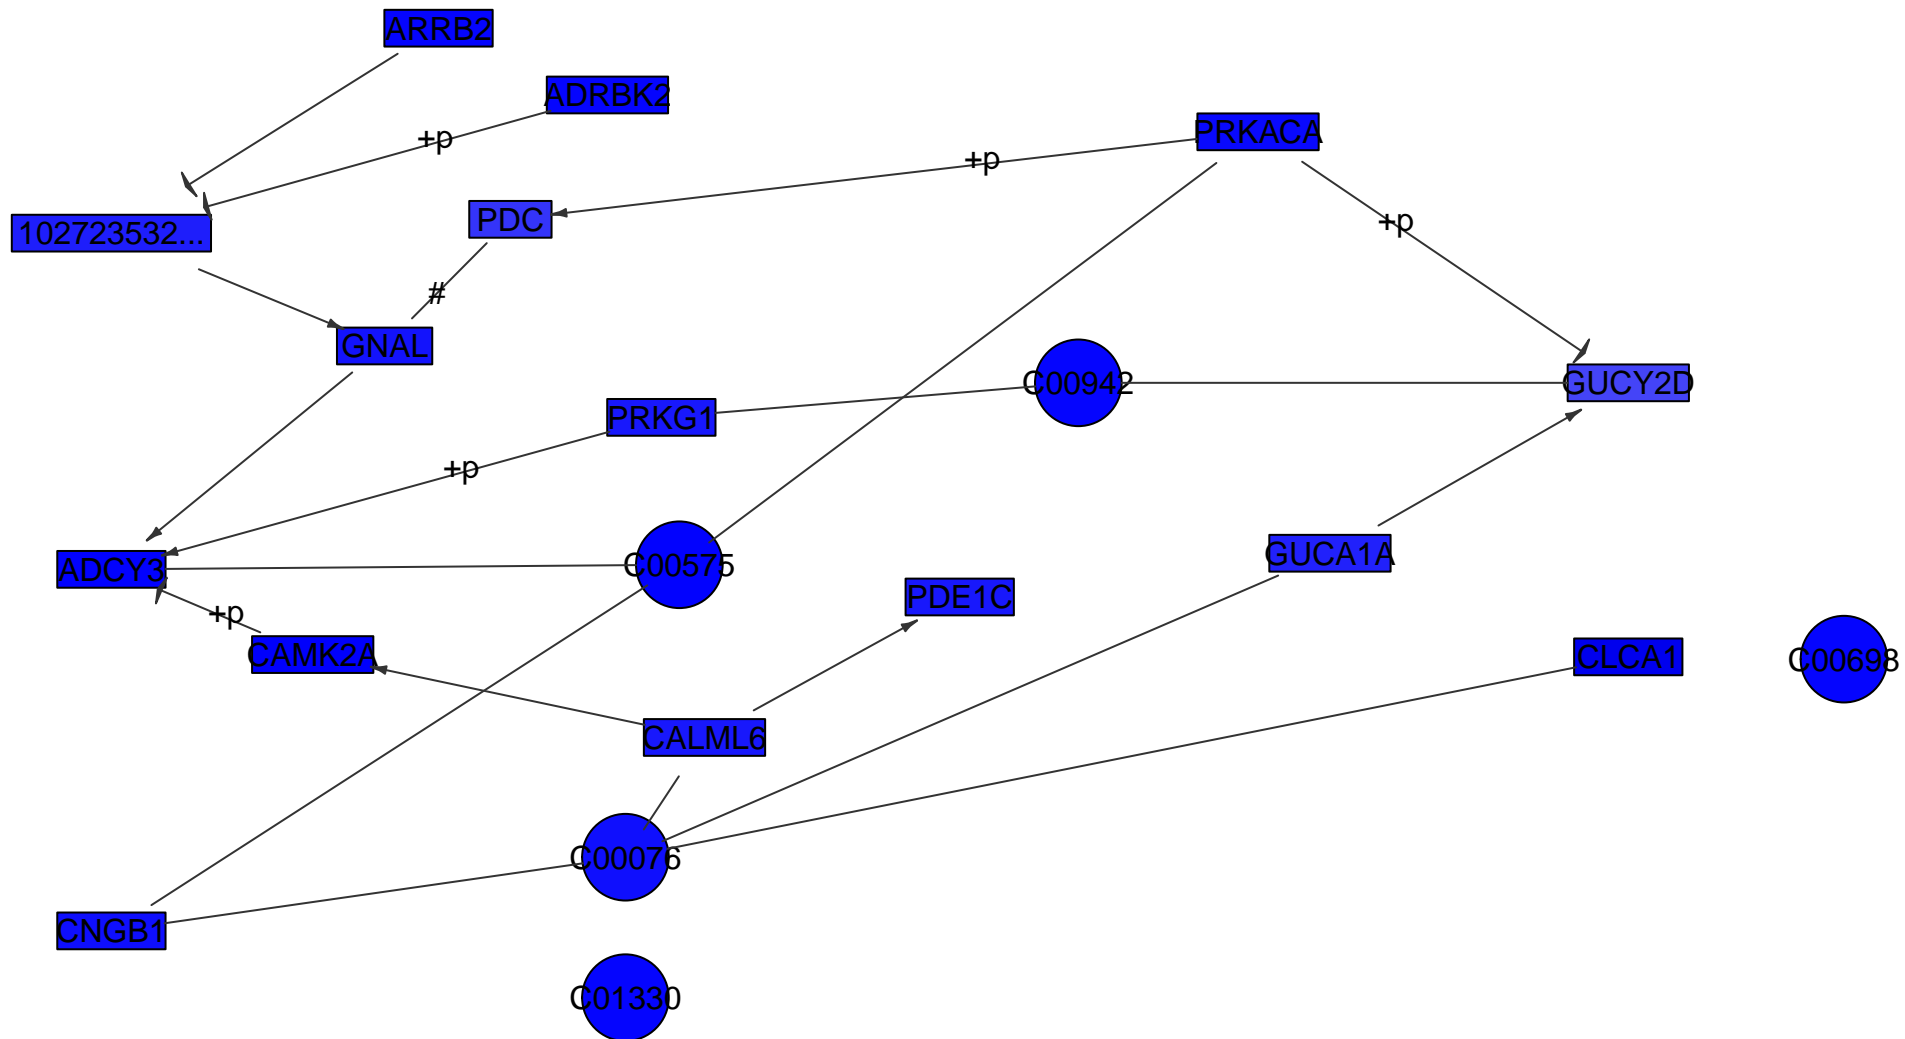 ARRB2
ADRBK2
PRKACA
+p
+p
PDC
+p
102723532...
#
GNAL
C00942
GUCY2D
PRKG1
+p
ADCY3
C00575
GUCA1A
PDE1C
+p
CAMK2A
CLCA1
C00698
CALML6
C00076
CNGB1
C01330